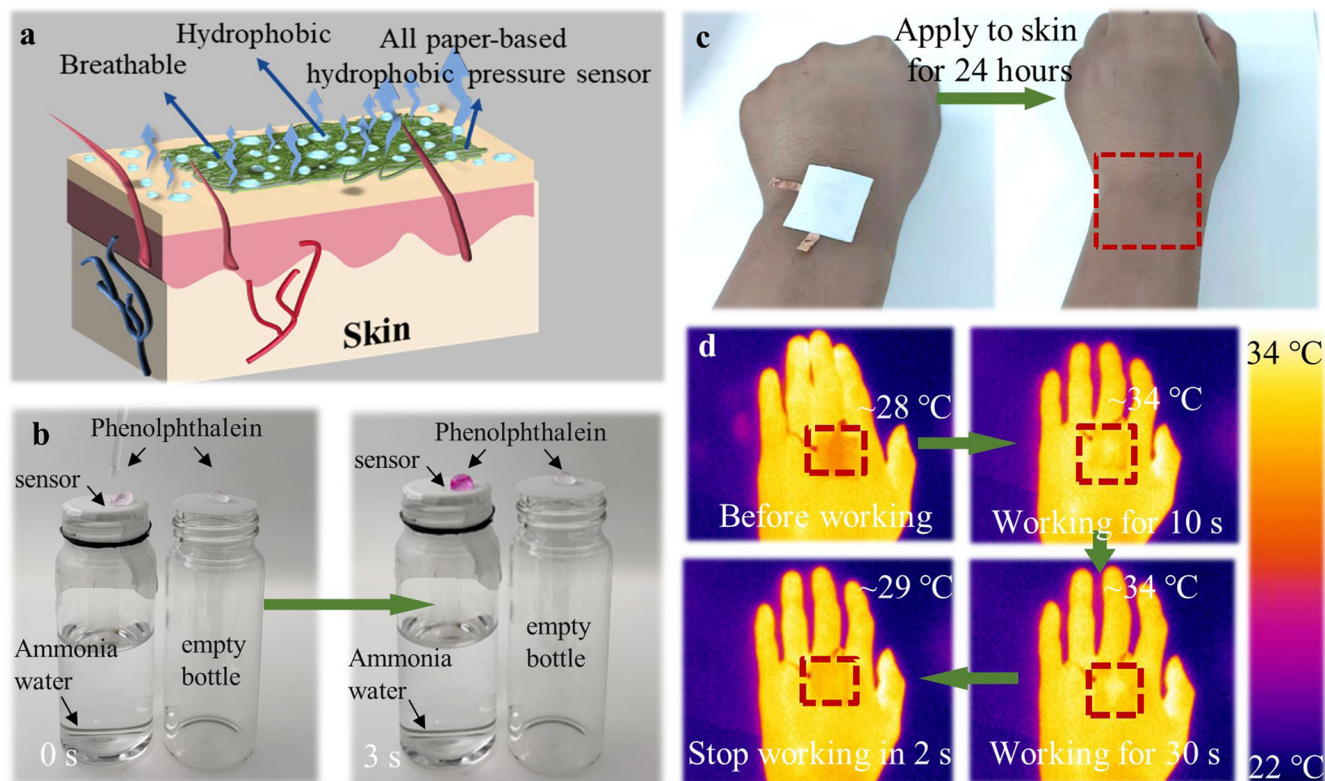 a
Hydrophobic
Breathable
All paper-based
hydrophobic pressure sensor
Skin
b
Phenolphthalein
sensor
Ammonia
water
empty
bottle
0 s
Phenolphthalein
sensor
Ammonia
water
empty
bottle
3 s
c
Apply to skin
for 24 hours
d
~28 °C
Before working
~34 °C
Working for 10 s
~29 °C
Stop working in 2 s
~34 °C
Working for 30 s
34 °C
22 °C